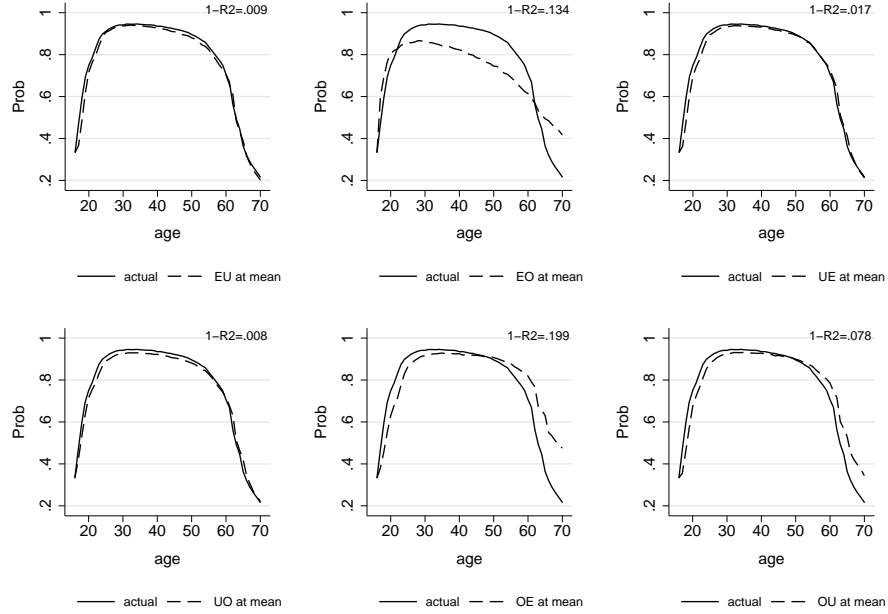 1−R2=.009
Prob
1
.8
.6
.4
.2
20 30 40 50 60 70
age
actual EU at mean
1−R2=.134
Prob
1
.8
.6
.4
.2
20 30 40 50 60 70
age
actual EO at mean
1−R2=.017
Prob
1
.8
.6
.4
.2
20 30 40 50 60 70
age
actual UE at mean
1−R2=.008
Prob
1
.8
.6
.4
.2
20 30 40 50 60 70
age
actual UO at mean
1−R2=.199
Prob
1
.8
.6
.4
.2
20 30 40 50 60 70
age
actual OE at mean
1−R2=.078
Prob
1
.8
.6
.4
.2
20 30 40 50 60 70
age
actual OU at mean